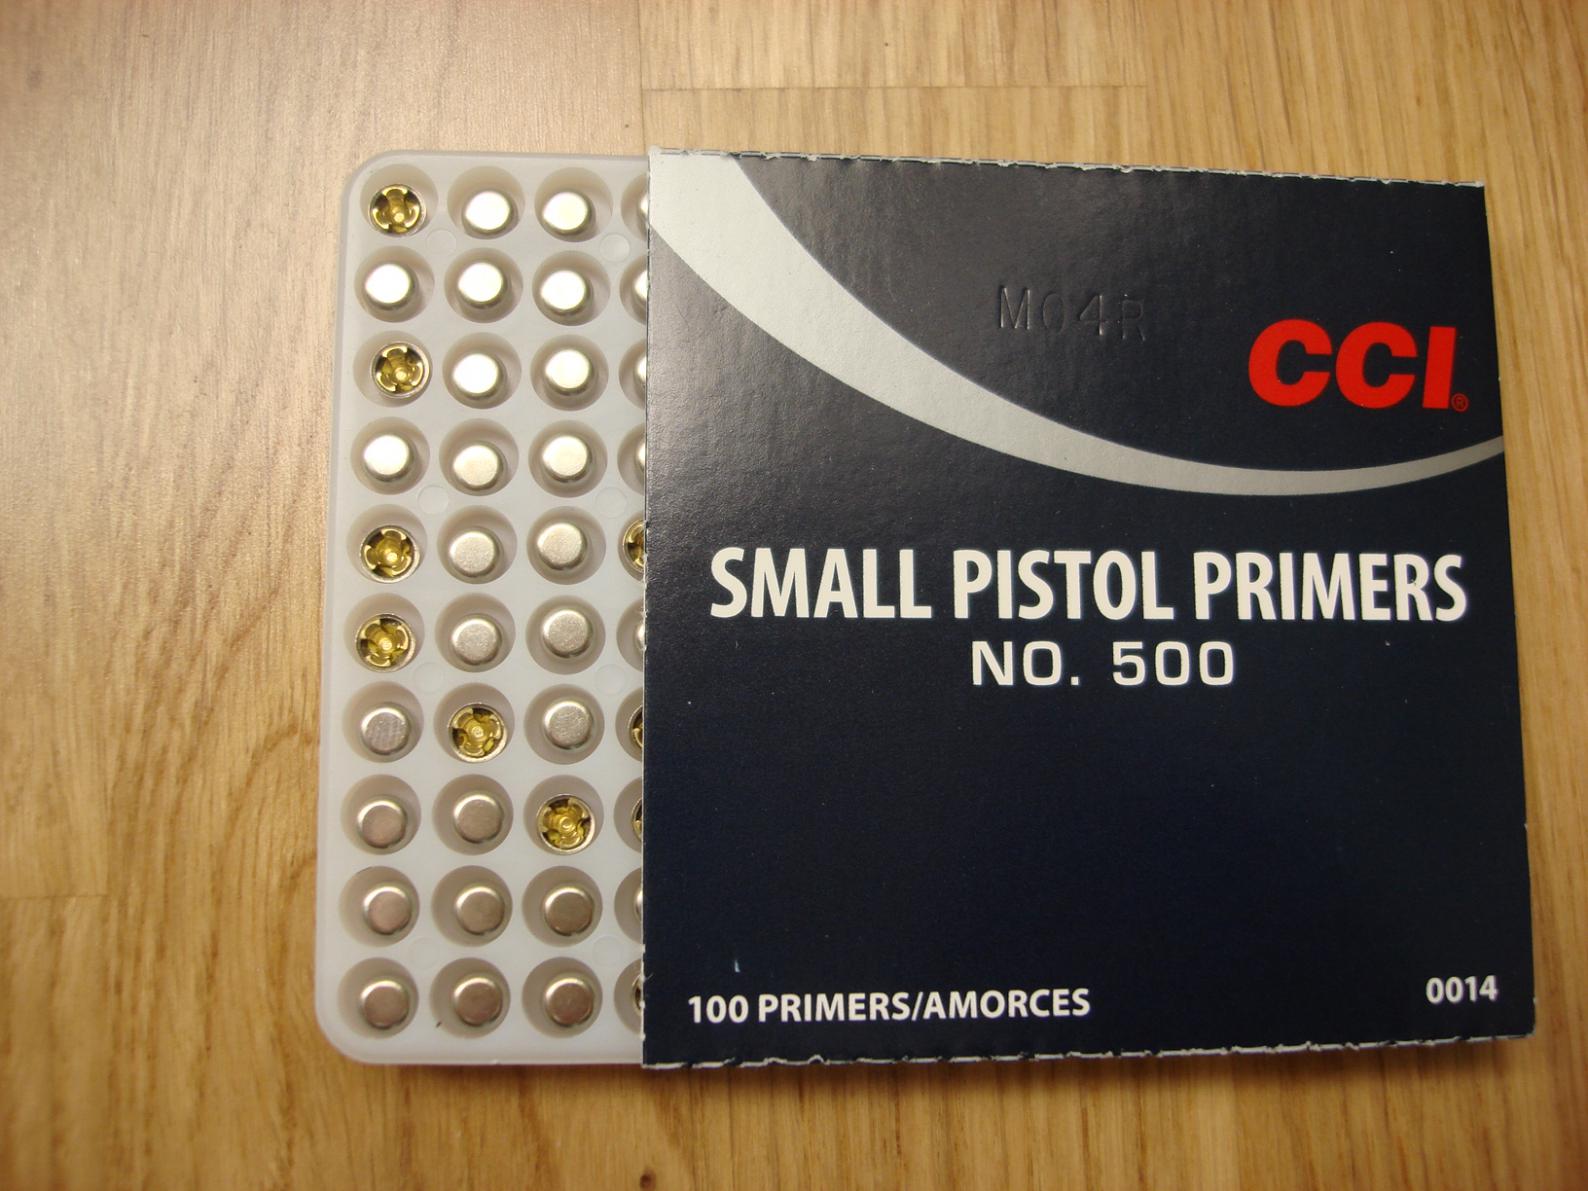 M04R
CCI®
SMALL PISTOL PRIMERS
NO. 500
100 PRIMERS/AMORCES
0014